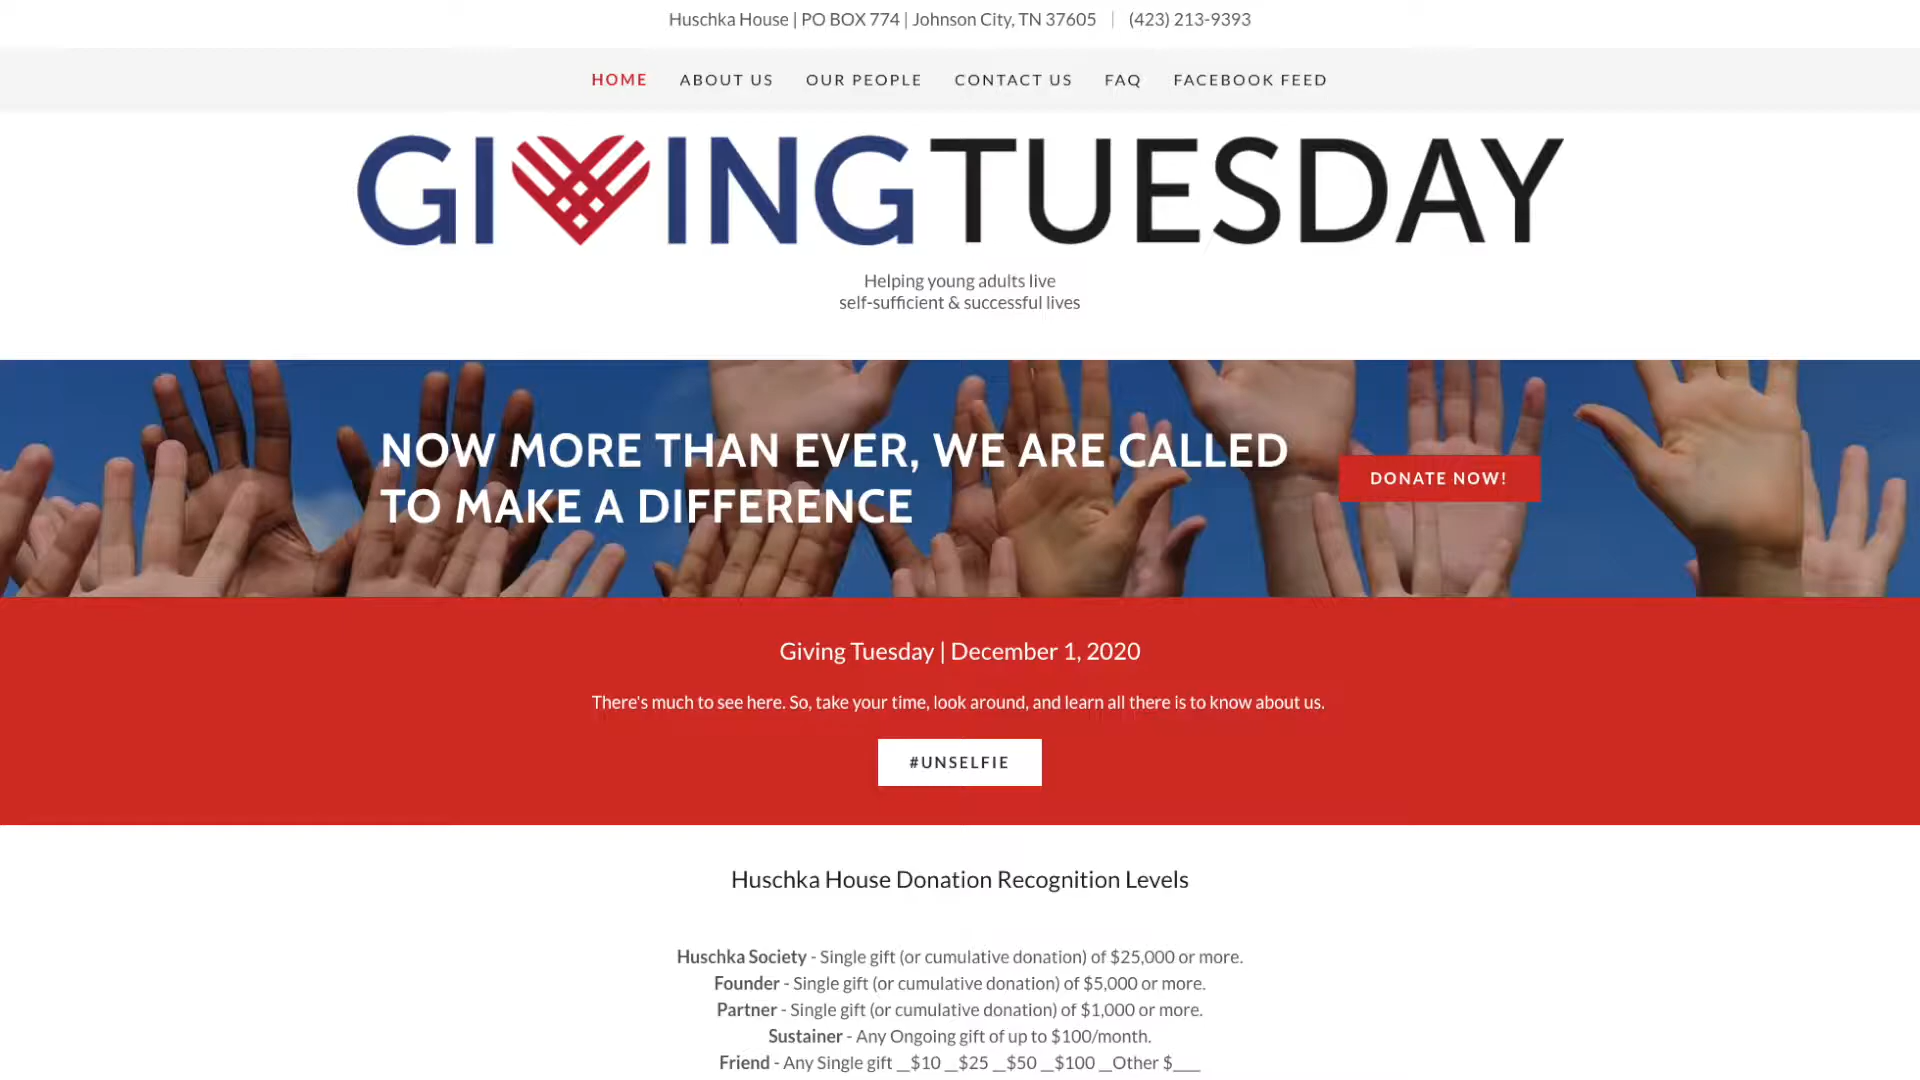 Huschka House | PO BOX 774 | Johnson City, TN 37605 | (423) 213-9393
HOME ABOUT US OUR PEOPLE CONTACT US FAQ FACEBOOK FEED
GIVINGTUESDAY
Helping young adults live
self-sufficient & successful lives
NOW MORE THAN EVER, WE ARE CALLED
TO MAKE A DIFFERENCE
DONATE NOW!
Giving Tuesday | December 1, 2020
There's much to see here. So, take your time, look around, and learn all there is to know about us.
#UNSELFIE
Huschka House Donation Recognition Levels
Huschka Society - Single gift (or cumulative donation) of $25,000 or more.
Founder - Single gift (or cumulative donation) of $5,000 or more.
Partner - Single gift (or cumulative donation) of $1,000 or more.
Sustainer - Any Ongoing gift of up to $100/month.
Friend - Any Single gift __$10 __$25 __$50 __$100 __Other $____